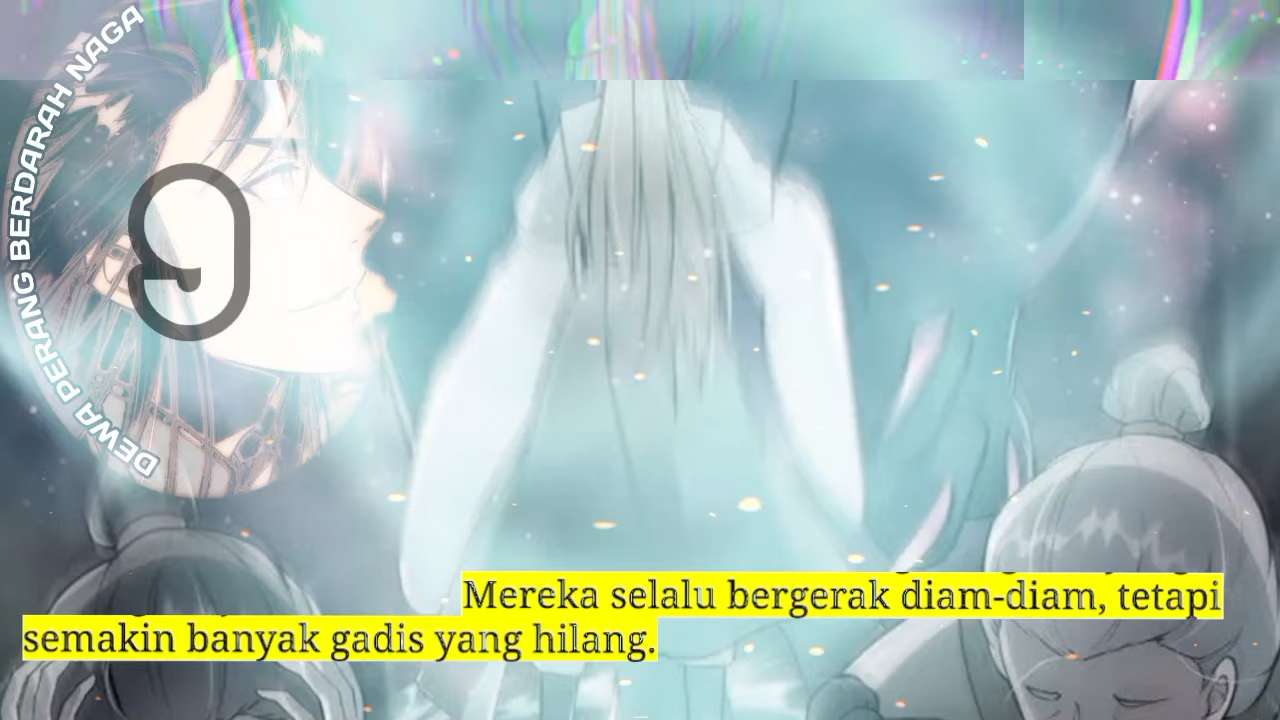 DEWA PERANG BERDARAH NAGA
Mereka selalu bergerak diam-diam, tetapi
semakin banyak gadis yang hilang.